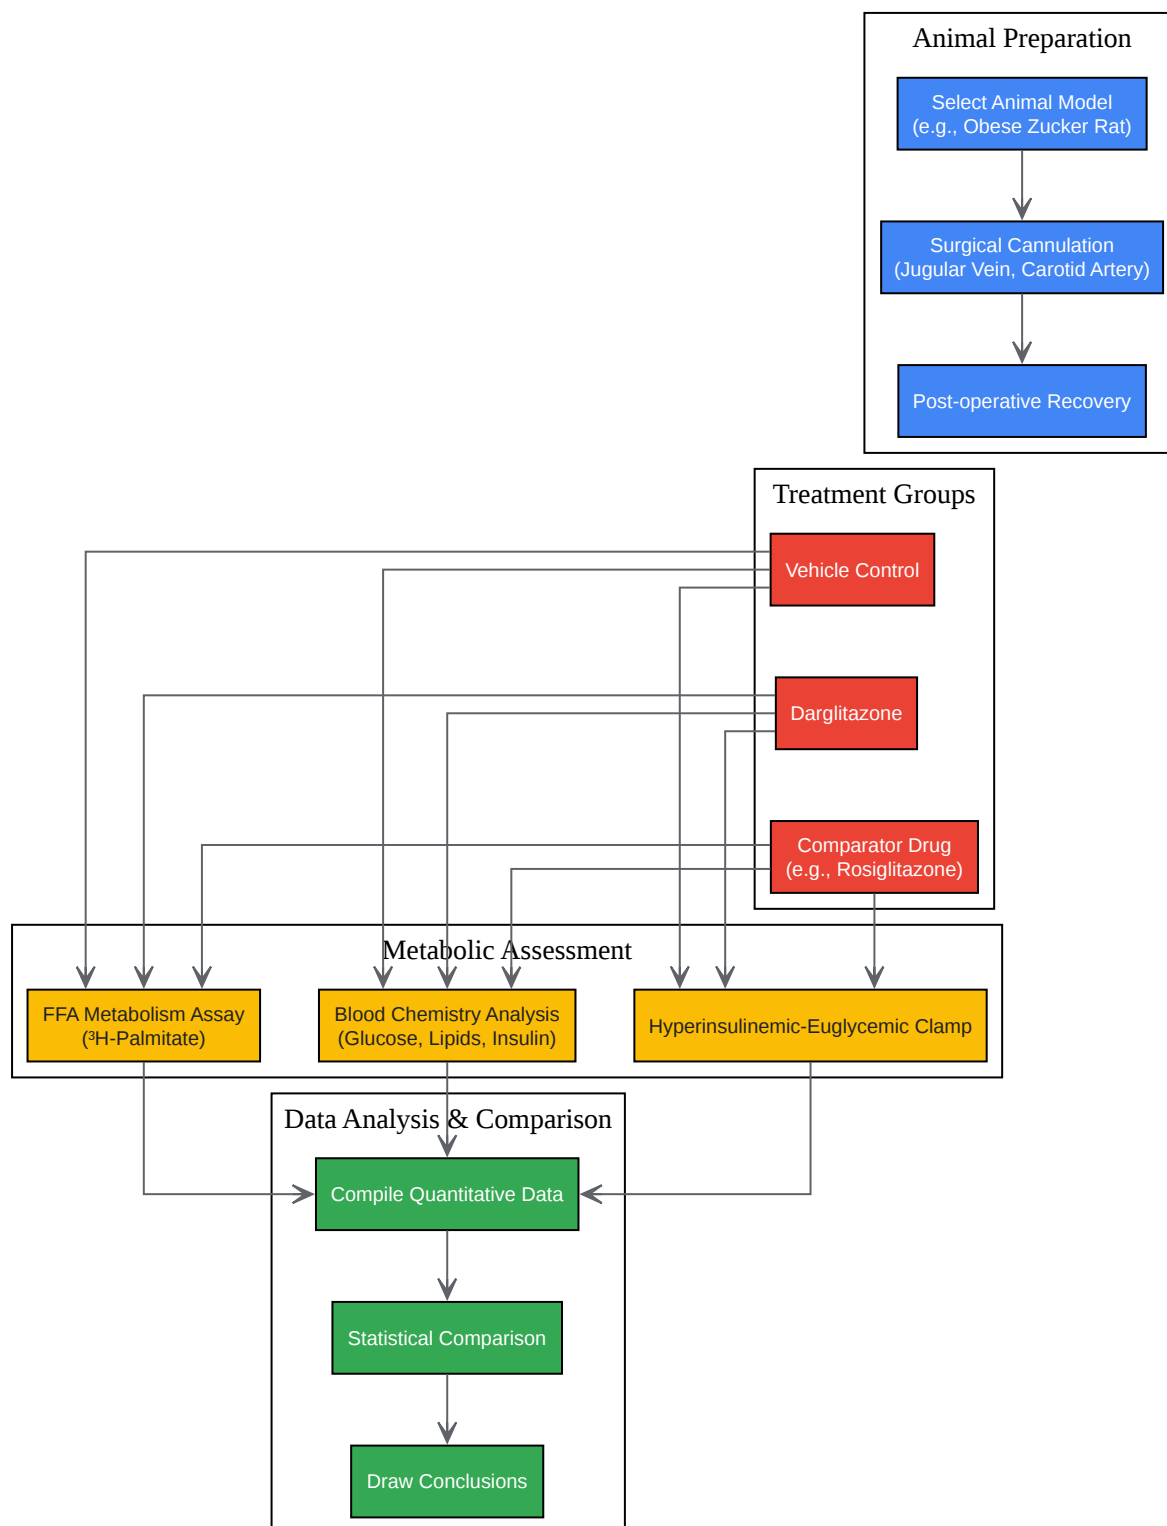 Animal Preparation
Select Animal Model
(e.g., Obese Zucker Rat)
Surgical Cannulation
(Jugular Vein, Carotid Artery)
Post-operative Recovery
Treatment Groups
Vehicle Control
Darglitazone
Comparator Drug
(e.g., Rosiglitazone)
Metabolic Assessment
FFA Metabolism Assay
(³H-Palmitate)
Blood Chemistry Analysis
(Glucose, Lipids, Insulin)
Hyperinsulinemic-Euglycemic Clamp
Data Analysis & Comparison
Compile Quantitative Data
Statistical Comparison
Draw Conclusions